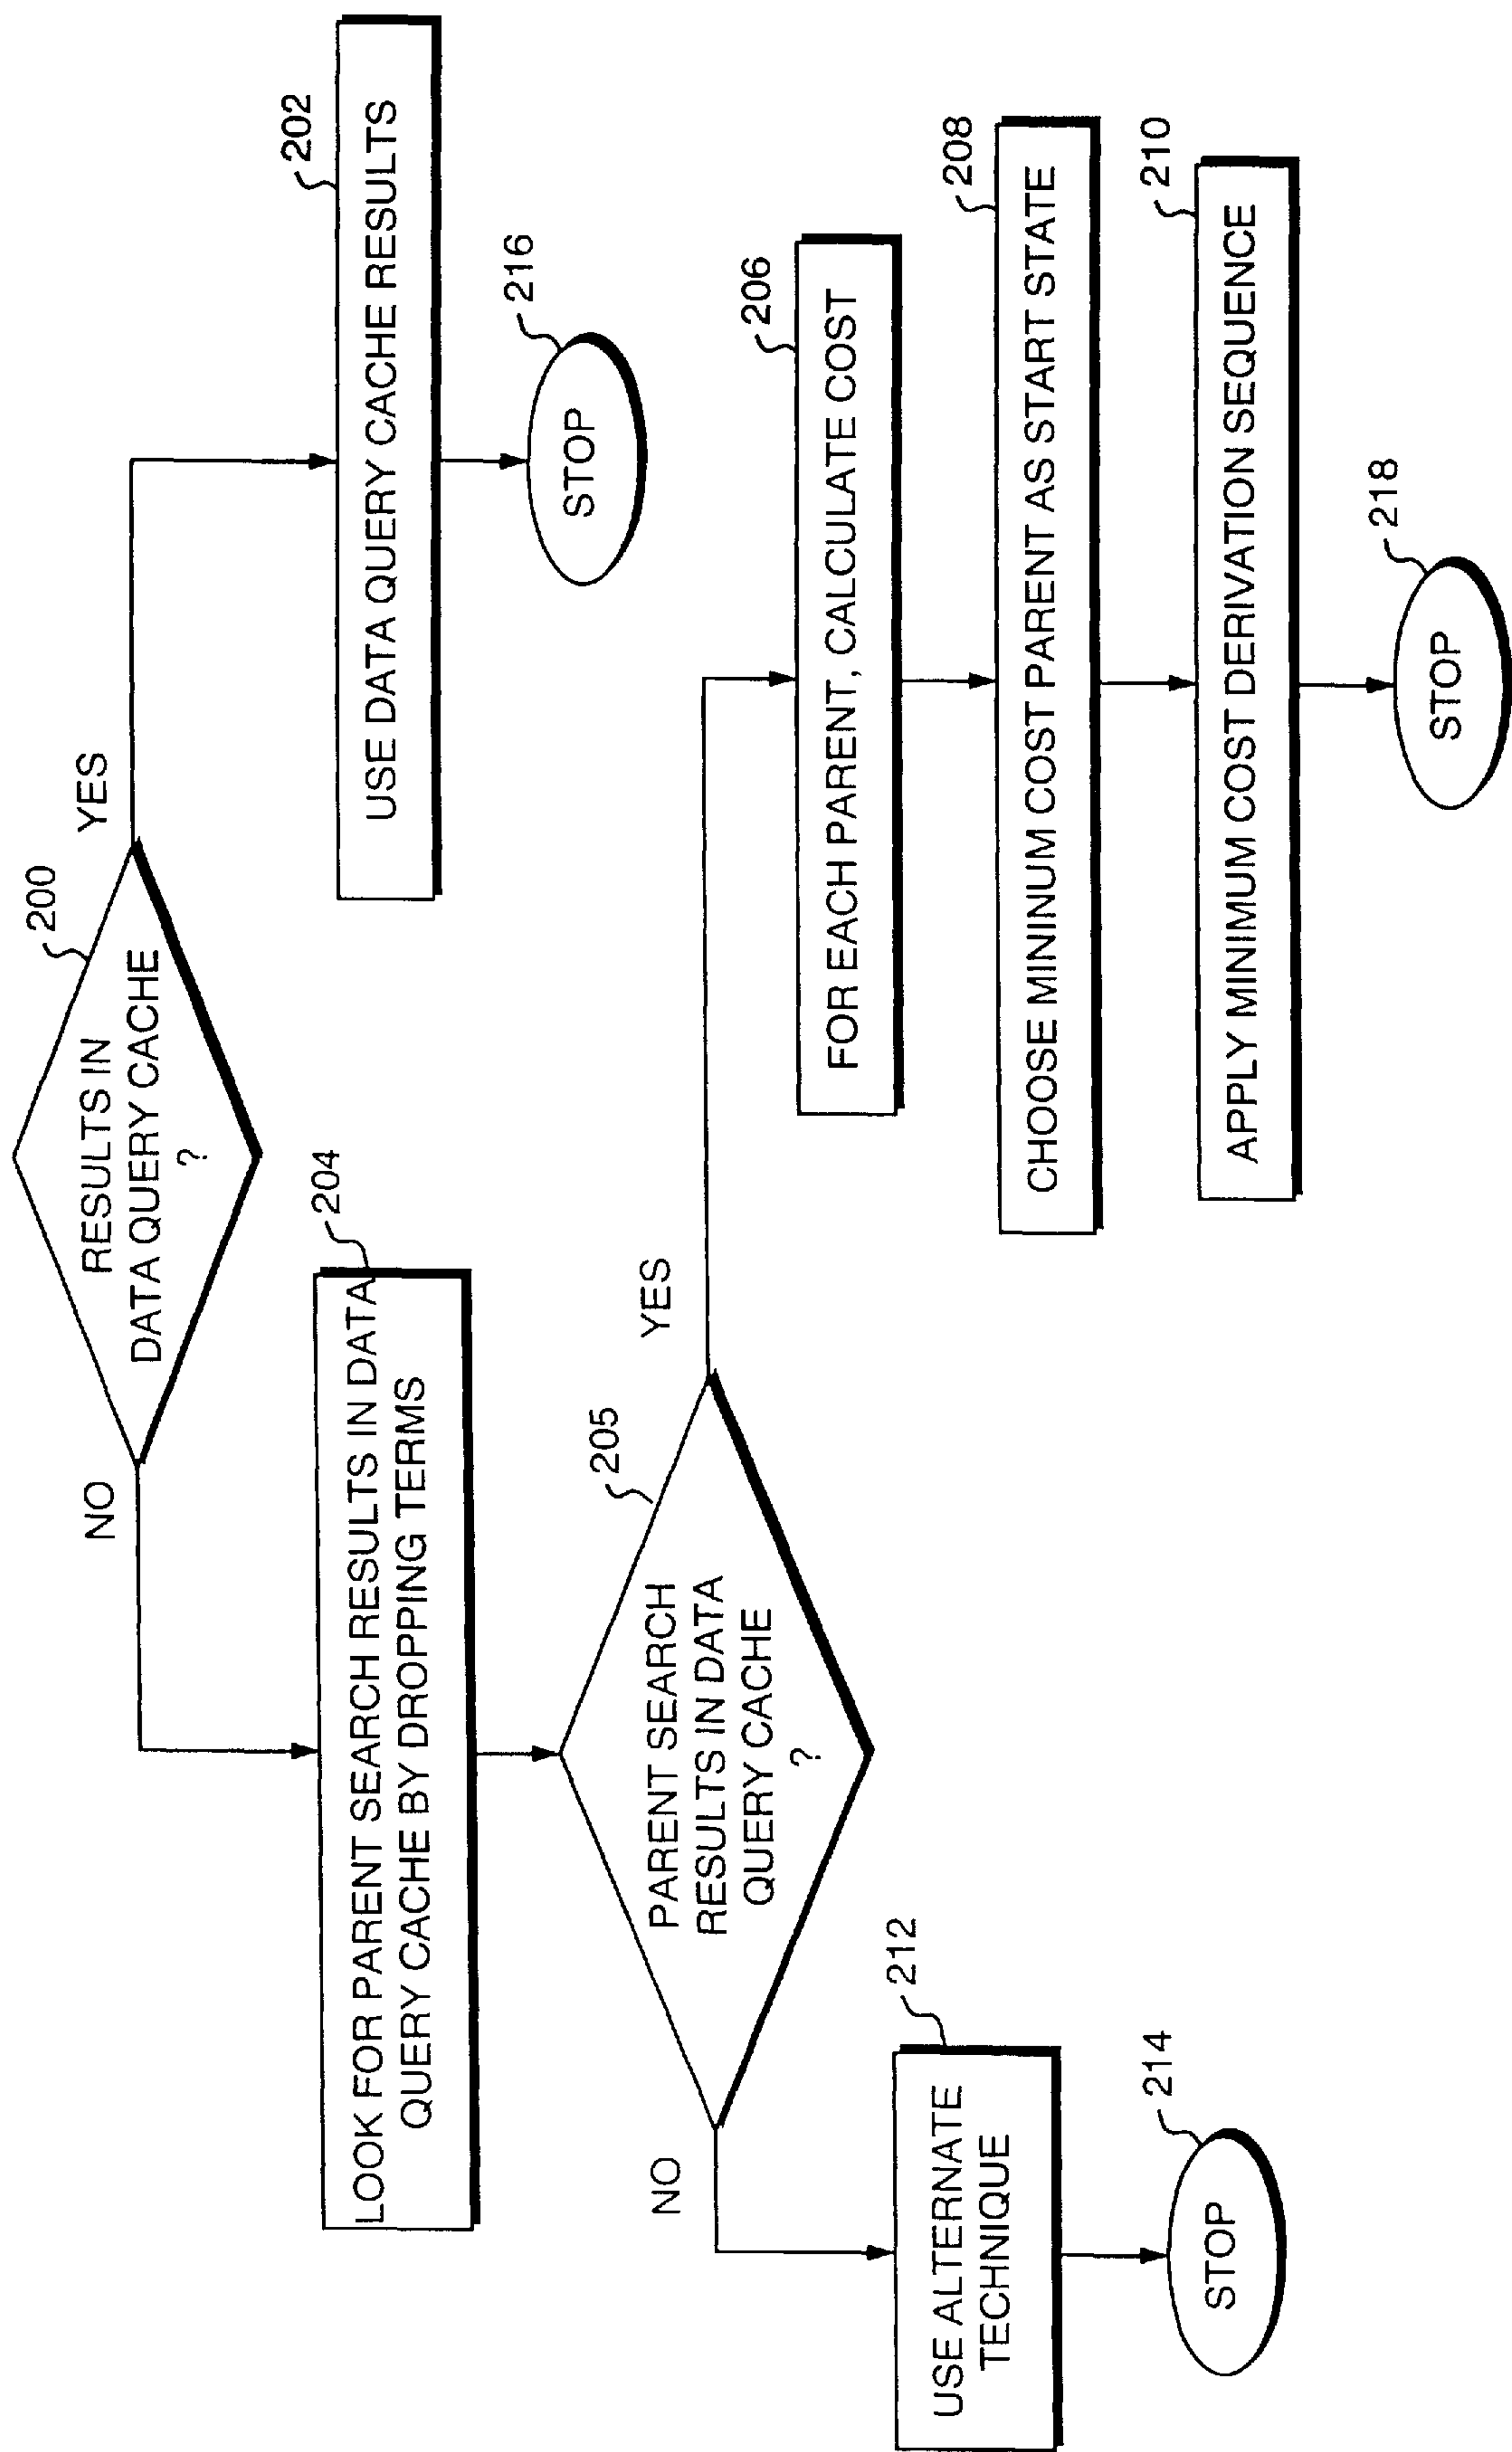 200
RESULTS IN
DATA QUERY CACHE
?
YES
NO
202
USE DATA QUERY CACHE RESULTS
216
STOP
204
LOOK FOR PARENT SEARCH RESULTS IN DATA
QUERY CACHE BY DROPPING TERMS
205
PARENT SEARCH
RESULTS IN DATA
QUERY CACHE
?
YES
NO
206
FOR EACH PARENT, CALCULATE COST
208
CHOOSE MININUM COST PARENT AS START STATE
210
APPLY MINIMUM COST DERIVATION SEQUENCE
218
STOP
212
USE ALTERNATE
TECHNIQUE
214
STOP